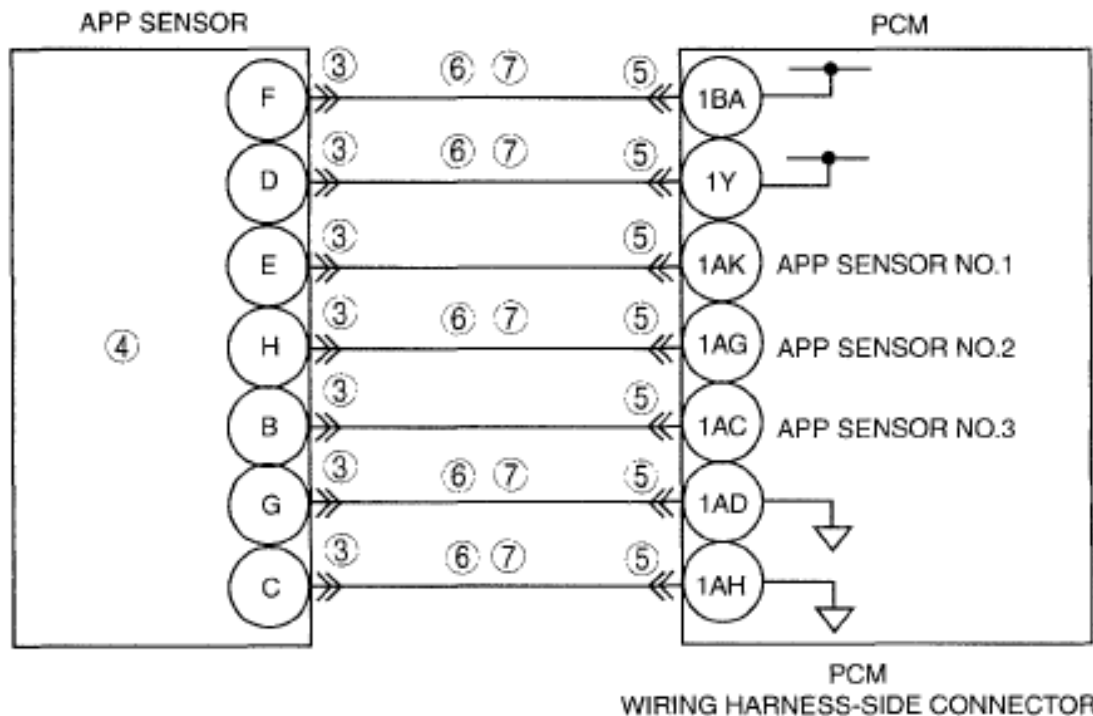 APP SENSOR PCM
F ③ ⑥ ⑦ ⑤ 1BA
D ③ ⑥ ⑦ ⑤ 1Y
E ③ ⑤ 1AK APP SENSOR NO.1
④ H ③ ⑥ ⑦ ⑤ 1AG APP SENSOR NO.2
B ③ ⑤ 1AC APP SENSOR NO.3
G ③ ⑥ ⑦ ⑤ 1AD
C ③ ⑥ ⑦ ⑤ 1AH
PCM
WIRING HARNESS-SIDE CONNECTOR